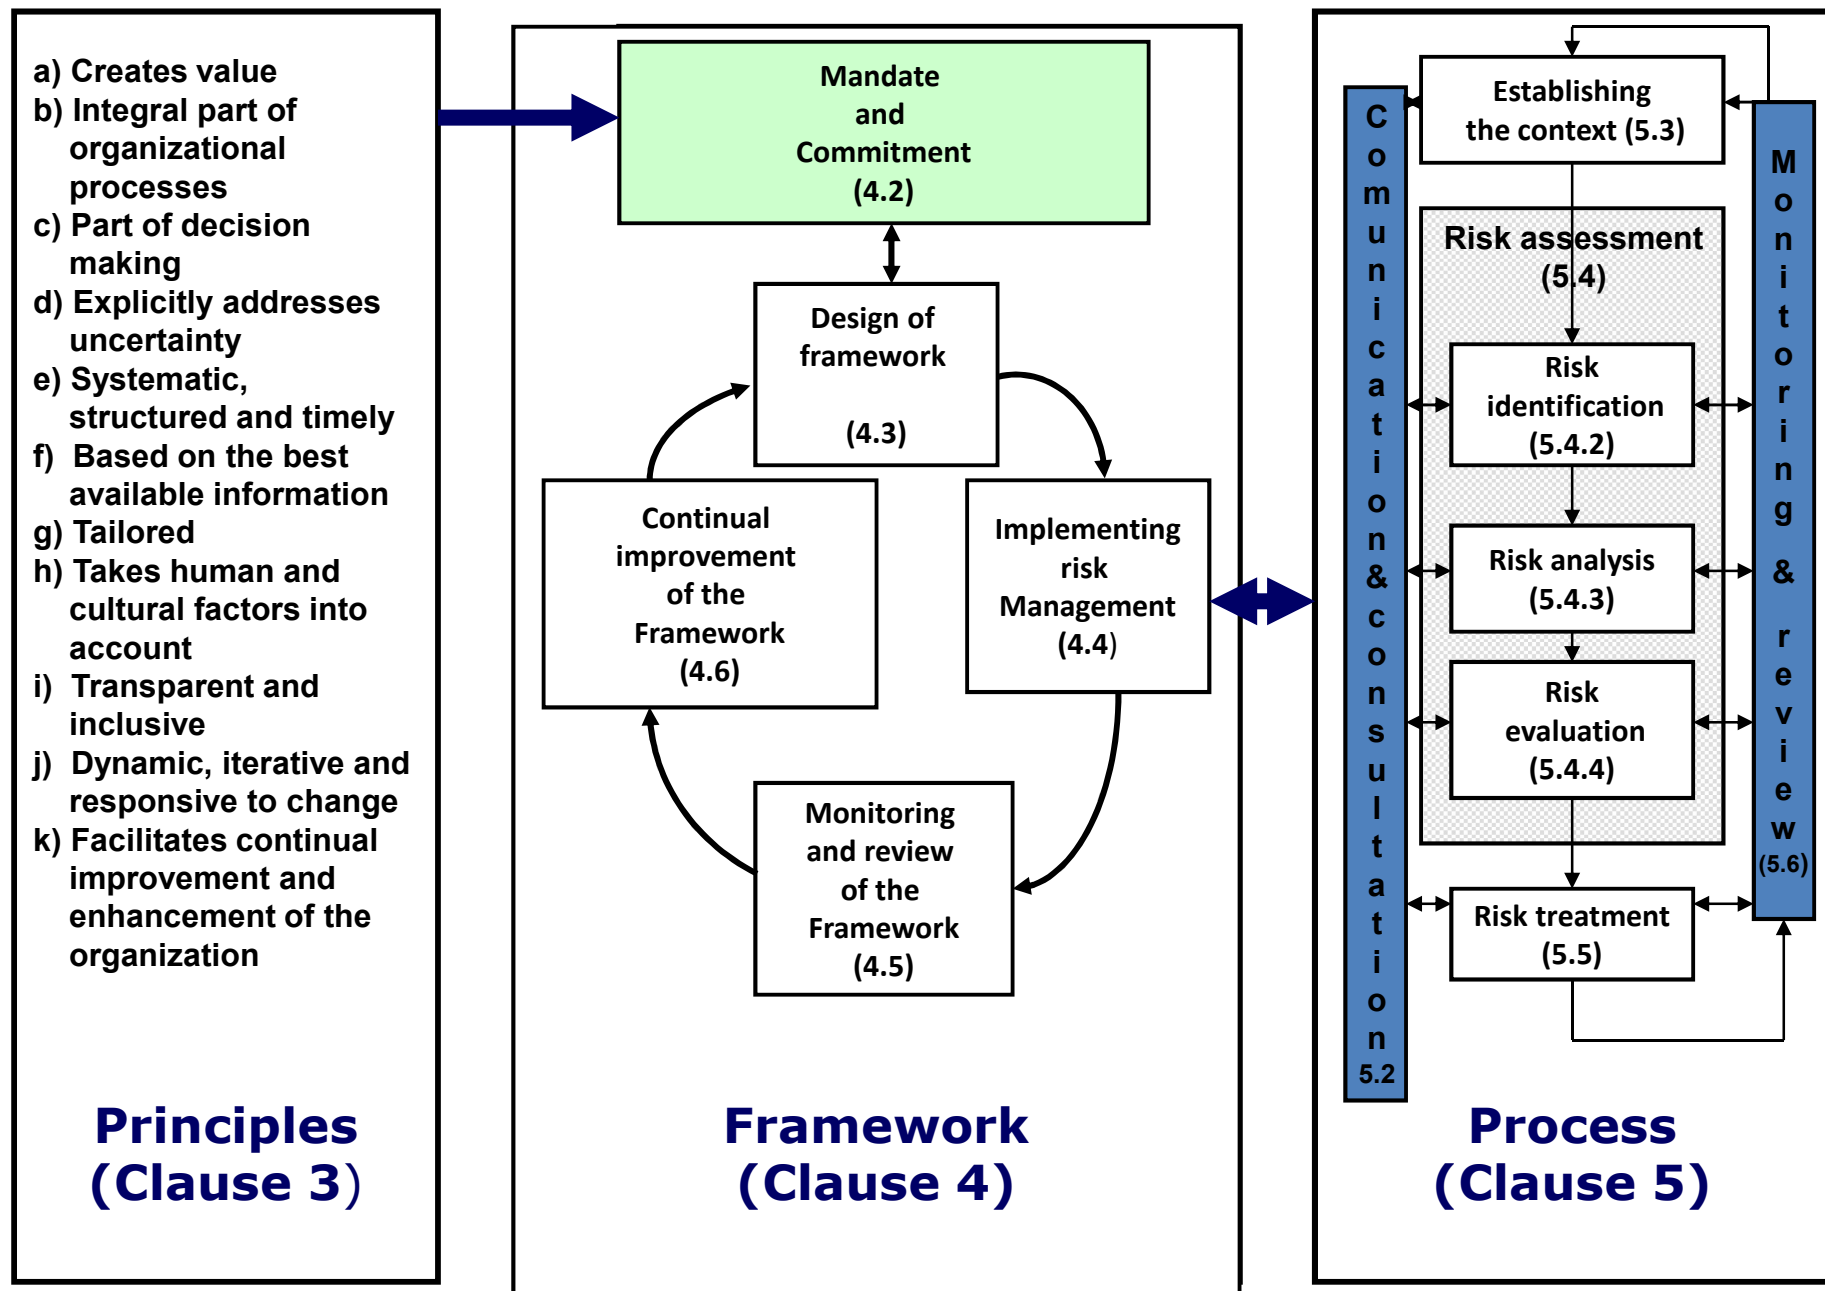 a) Creates value
b) Integral part of
organizational
processes
c) Part of decision
making
d) Explicitly addresses
uncertainty
e) Systematic,
structured and timely
f) Based on the best
available information
g) Tailored
h) Takes human and
cultural factors into
account
i) Transparent and
inclusive
j) Dynamic, iterative and
responsive to change
k) Facilitates continual
improvement and
enhancement of the
organization
Principles
(Clause 3)
Mandate
and
Commitment
(4.2)
Design of
framework
(4.3)
Implementing
risk
Management
(4.4)
Monitoring
and review
of the
Framework
(4.5)
Continual
improvement
of the
Framework
(4.6)
Framework
(Clause 4)
Comunication&consultation
5.2
Establishing
the context (5.3)
Risk assessment
(5.4)
Risk
identification
(5.4.2)
Risk analysis
(5.4.3)
Risk
evaluation
(5.4.4)
Risk treatment
(5.5)
Monitoring & review
(5.6)
Process
(Clause 5)